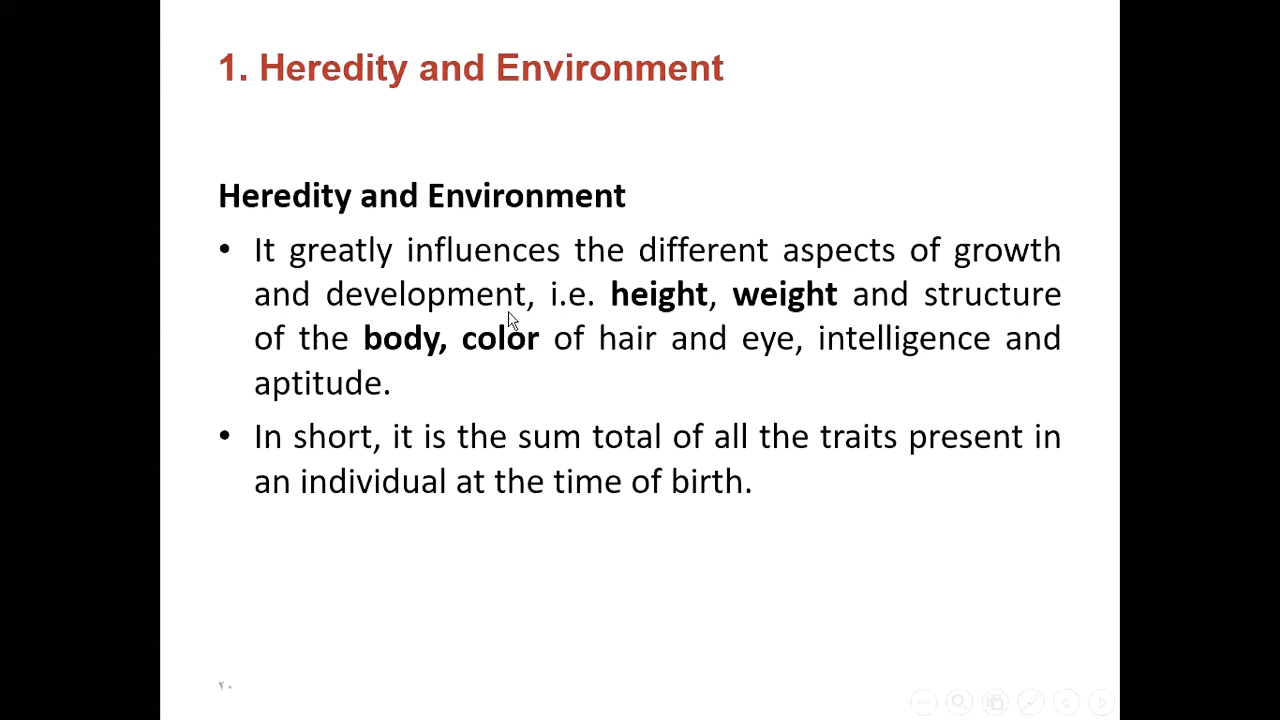 1. Heredity and Environment
Heredity and Environment
• It greatly influences the different aspects of growth
and development, i.e. height, weight and structure
of the body, color of hair and eye, intelligence and
aptitude.
• In short, it is the sum total of all the traits present in
an individual at the time of birth.
٢٠